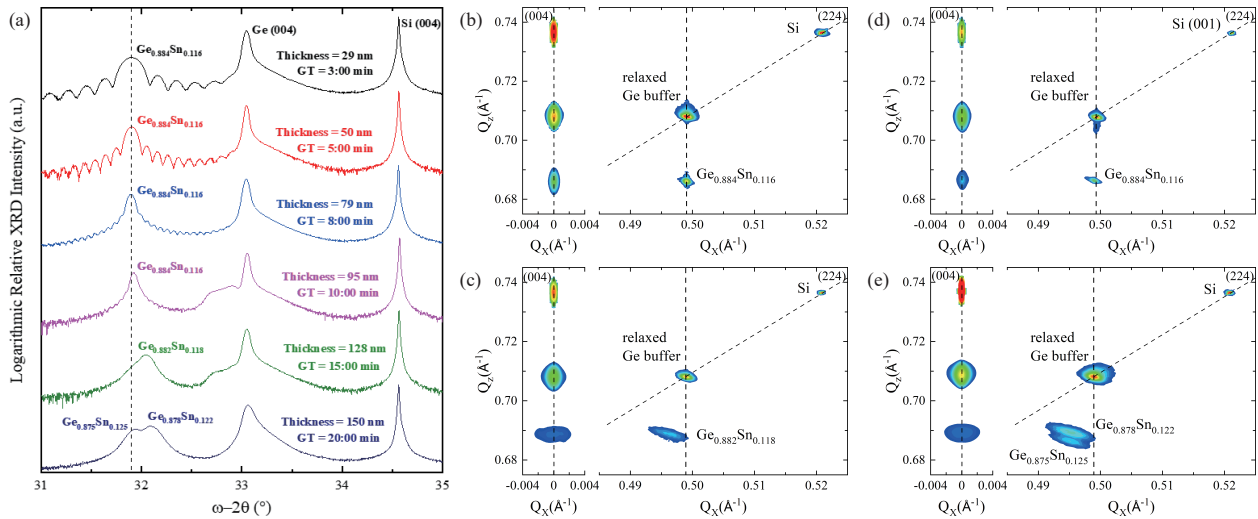 (a)
Ge (004)
Si (004)
Ge0.884Sn0.116
Thickness = 29 nm
GT = 3:00 min
Ge0.884Sn0.116
Thickness = 50 nm
GT = 5:00 min
Ge0.884Sn0.116
Thickness = 79 nm
GT = 8:00 min
Ge0.884Sn0.116
Thickness = 95 nm
GT = 10:00 min
Ge0.882Sn0.118
Thickness = 128 nm
GT = 15:00 min
Ge0.875Sn0.125
Ge0.878Sn0.122
Thickness = 150 nm
GT = 20:00 min
Logarithmic Relative XRD Intensity (a.u.)
31 32 33 34 35
ω–2θ (°)
(b)
(004)
(224)
Si
relaxed
Ge buffer
Ge0.884Sn0.116
0.74
0.72
0.70
0.68
Qz(Å-1)
-0.004 0.004 0.49 0.50 0.51 0.52
QX(Å-1) QX(Å-1)
(c)
(004)
(224)
Si
relaxed
Ge buffer
Ge0.882Sn0.118
0.74
0.72
0.70
0.68
Qz(Å-1)
-0.004 0.004 0.49 0.50 0.51 0.52
QX(Å-1) QX(Å-1)
(d)
(004)
(224)
Si (001)
relaxed
Ge buffer
Ge0.884Sn0.116
0.74
0.72
0.70
0.68
Qz(Å-1)
-0.004 0.004 0.49 0.50 0.51 0.52
QX(Å-1) QX(Å-1)
(e)
(004)
(224)
Si
relaxed
Ge buffer
Ge0.878Sn0.122
Ge0.875Sn0.125
0.74
0.72
0.70
0.68
Qz(Å-1)
-0.004 0.004 0.49 0.50 0.51 0.52
QX(Å-1) QX(Å-1)